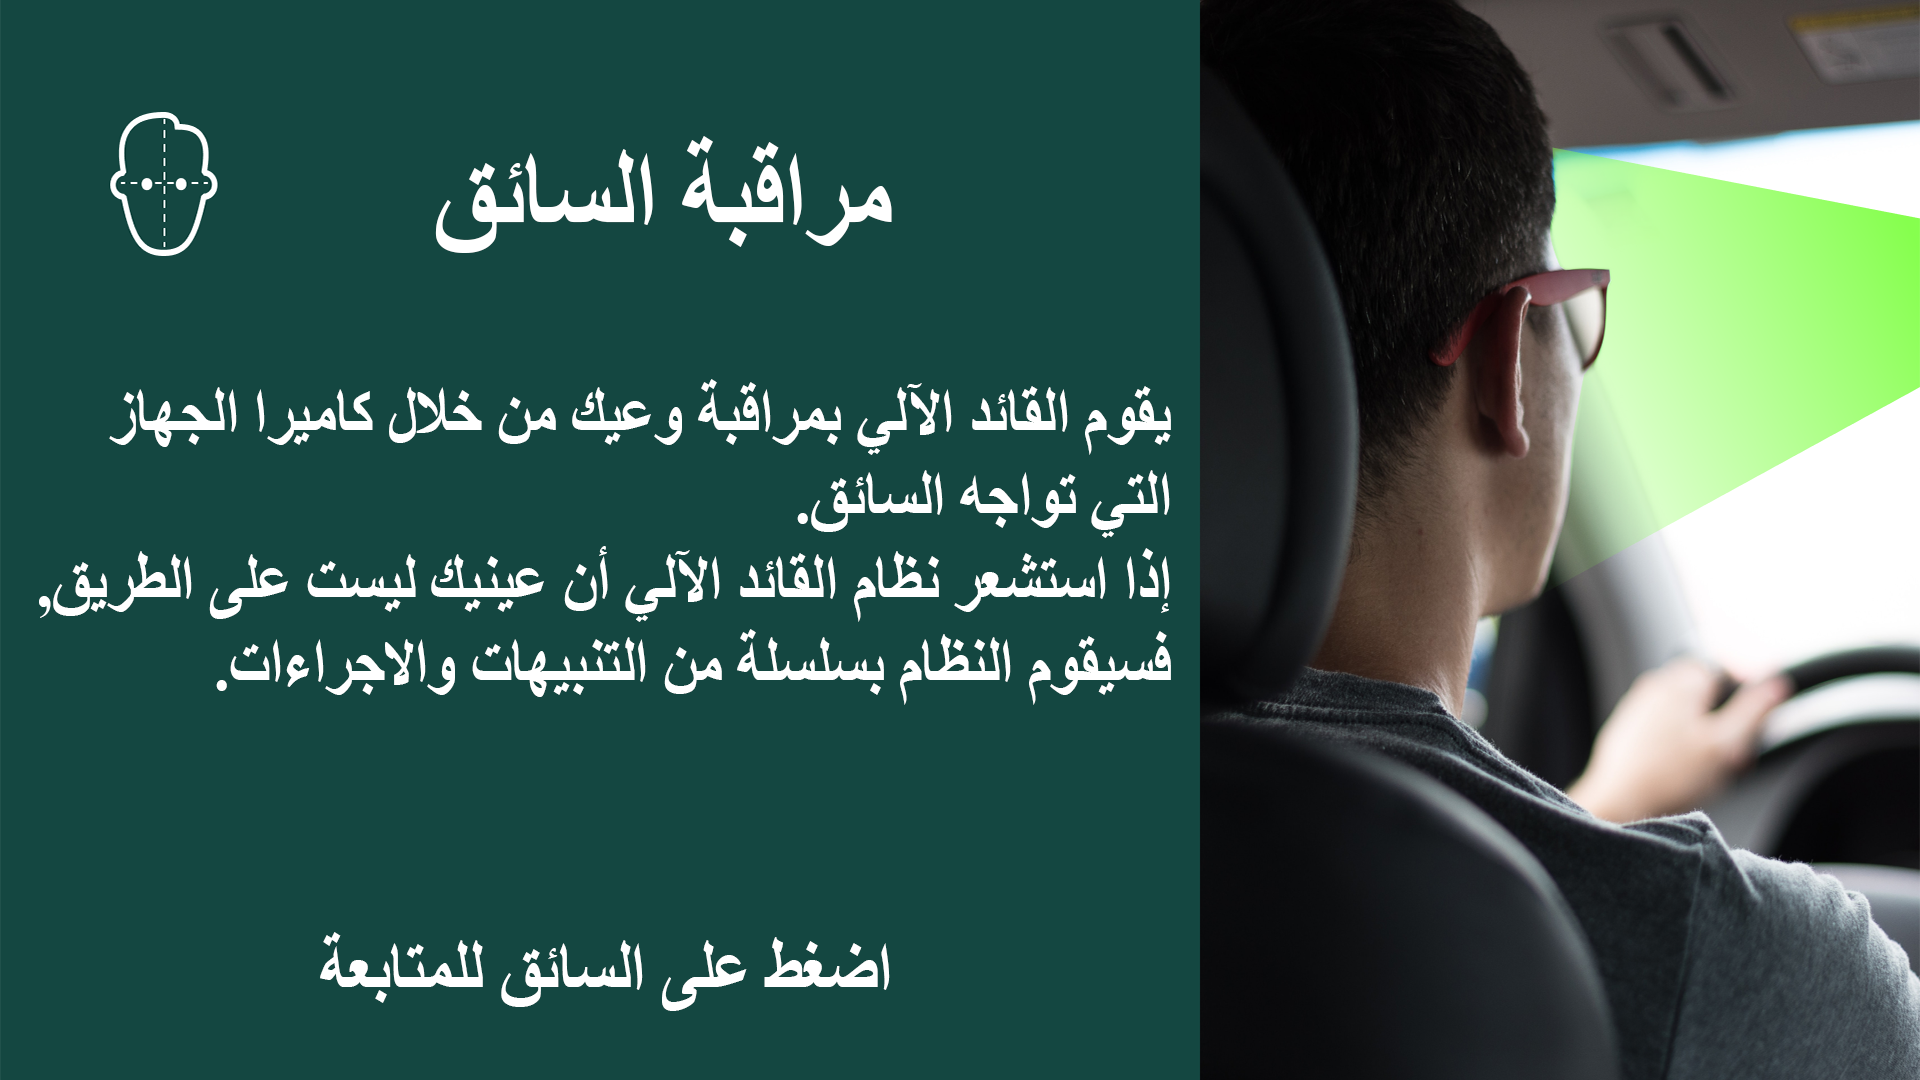 مراقبة السائق
يقوم القائد الآلي بمراقبة وعيك من خلال كاميرا الجهاز
التي تواجه السائق.
إذا استشعر نظام القائد الآلي أن عينيك ليست على الطريق,
فسيقوم النظام بسلسلة من التنبيهات والاجراءات.
اضغط على السائق للمتابعة